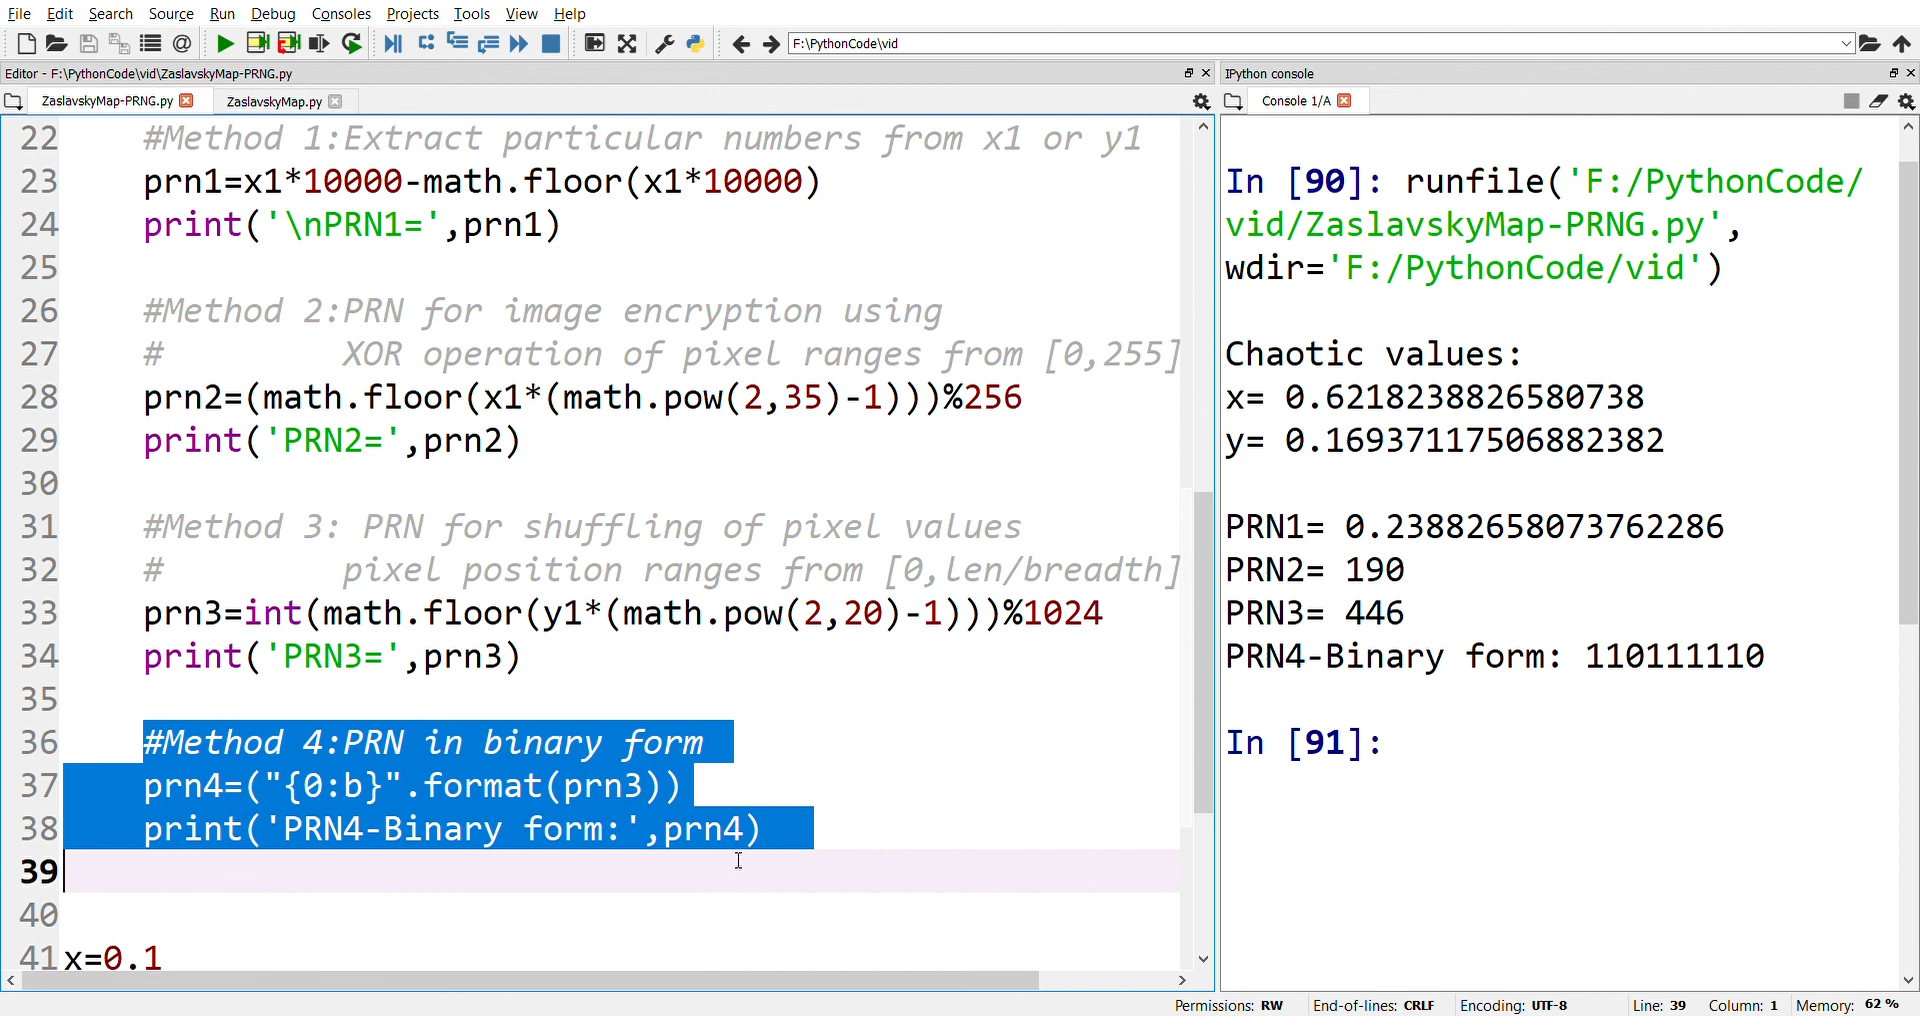 File Edit Search Source Run Debug Consoles Projects Tools View Help
F:\PythonCode\vid
Editor - F:\PythonCode\vid\ZaslavskyMap-PRNG.py
ZaslavskyMap-PRNG.py ZaslavskyMap.py
22 #Method 1:Extract particular numbers from x1 or y1
23 prn1=x1*10000-math.floor(x1*10000)
24 print('\nPRN1=',prn1)
25
26 #Method 2:PRN for image encryption using
27 # XOR operation of pixel ranges from [0,255]
28 prn2=(math.floor(x1*(math.pow(2,35)-1)))%256
29 print('PRN2=',prn2)
30
31 #Method 3: PRN for shuffling of pixel values
32 # pixel position ranges from [0,len/breadth]
33 prn3=int(math.floor(y1*(math.pow(2,20)-1)))%1024
34 print('PRN3=',prn3)
35
36 #Method 4:PRN in binary form
37 prn4=("{0:b}".format(prn3))
38 print('PRN4-Binary form:',prn4)
39
40
41 x=0.1
IPython console
Console 1/A
In [90]: runfile('F:/PythonCode/
vid/ZaslavskyMap-PRNG.py',
wdir='F:/PythonCode/vid')
Chaotic values:
x= 0.6218238826580738
y= 0.16937117506882382
PRN1= 0.23882658073762286
PRN2= 190
PRN3= 446
PRN4-Binary form: 110111110
In [91]:
Permissions: RW End-of-lines: CRLF Encoding: UTF-8 Line: 39 Column: 1 Memory: 62 %